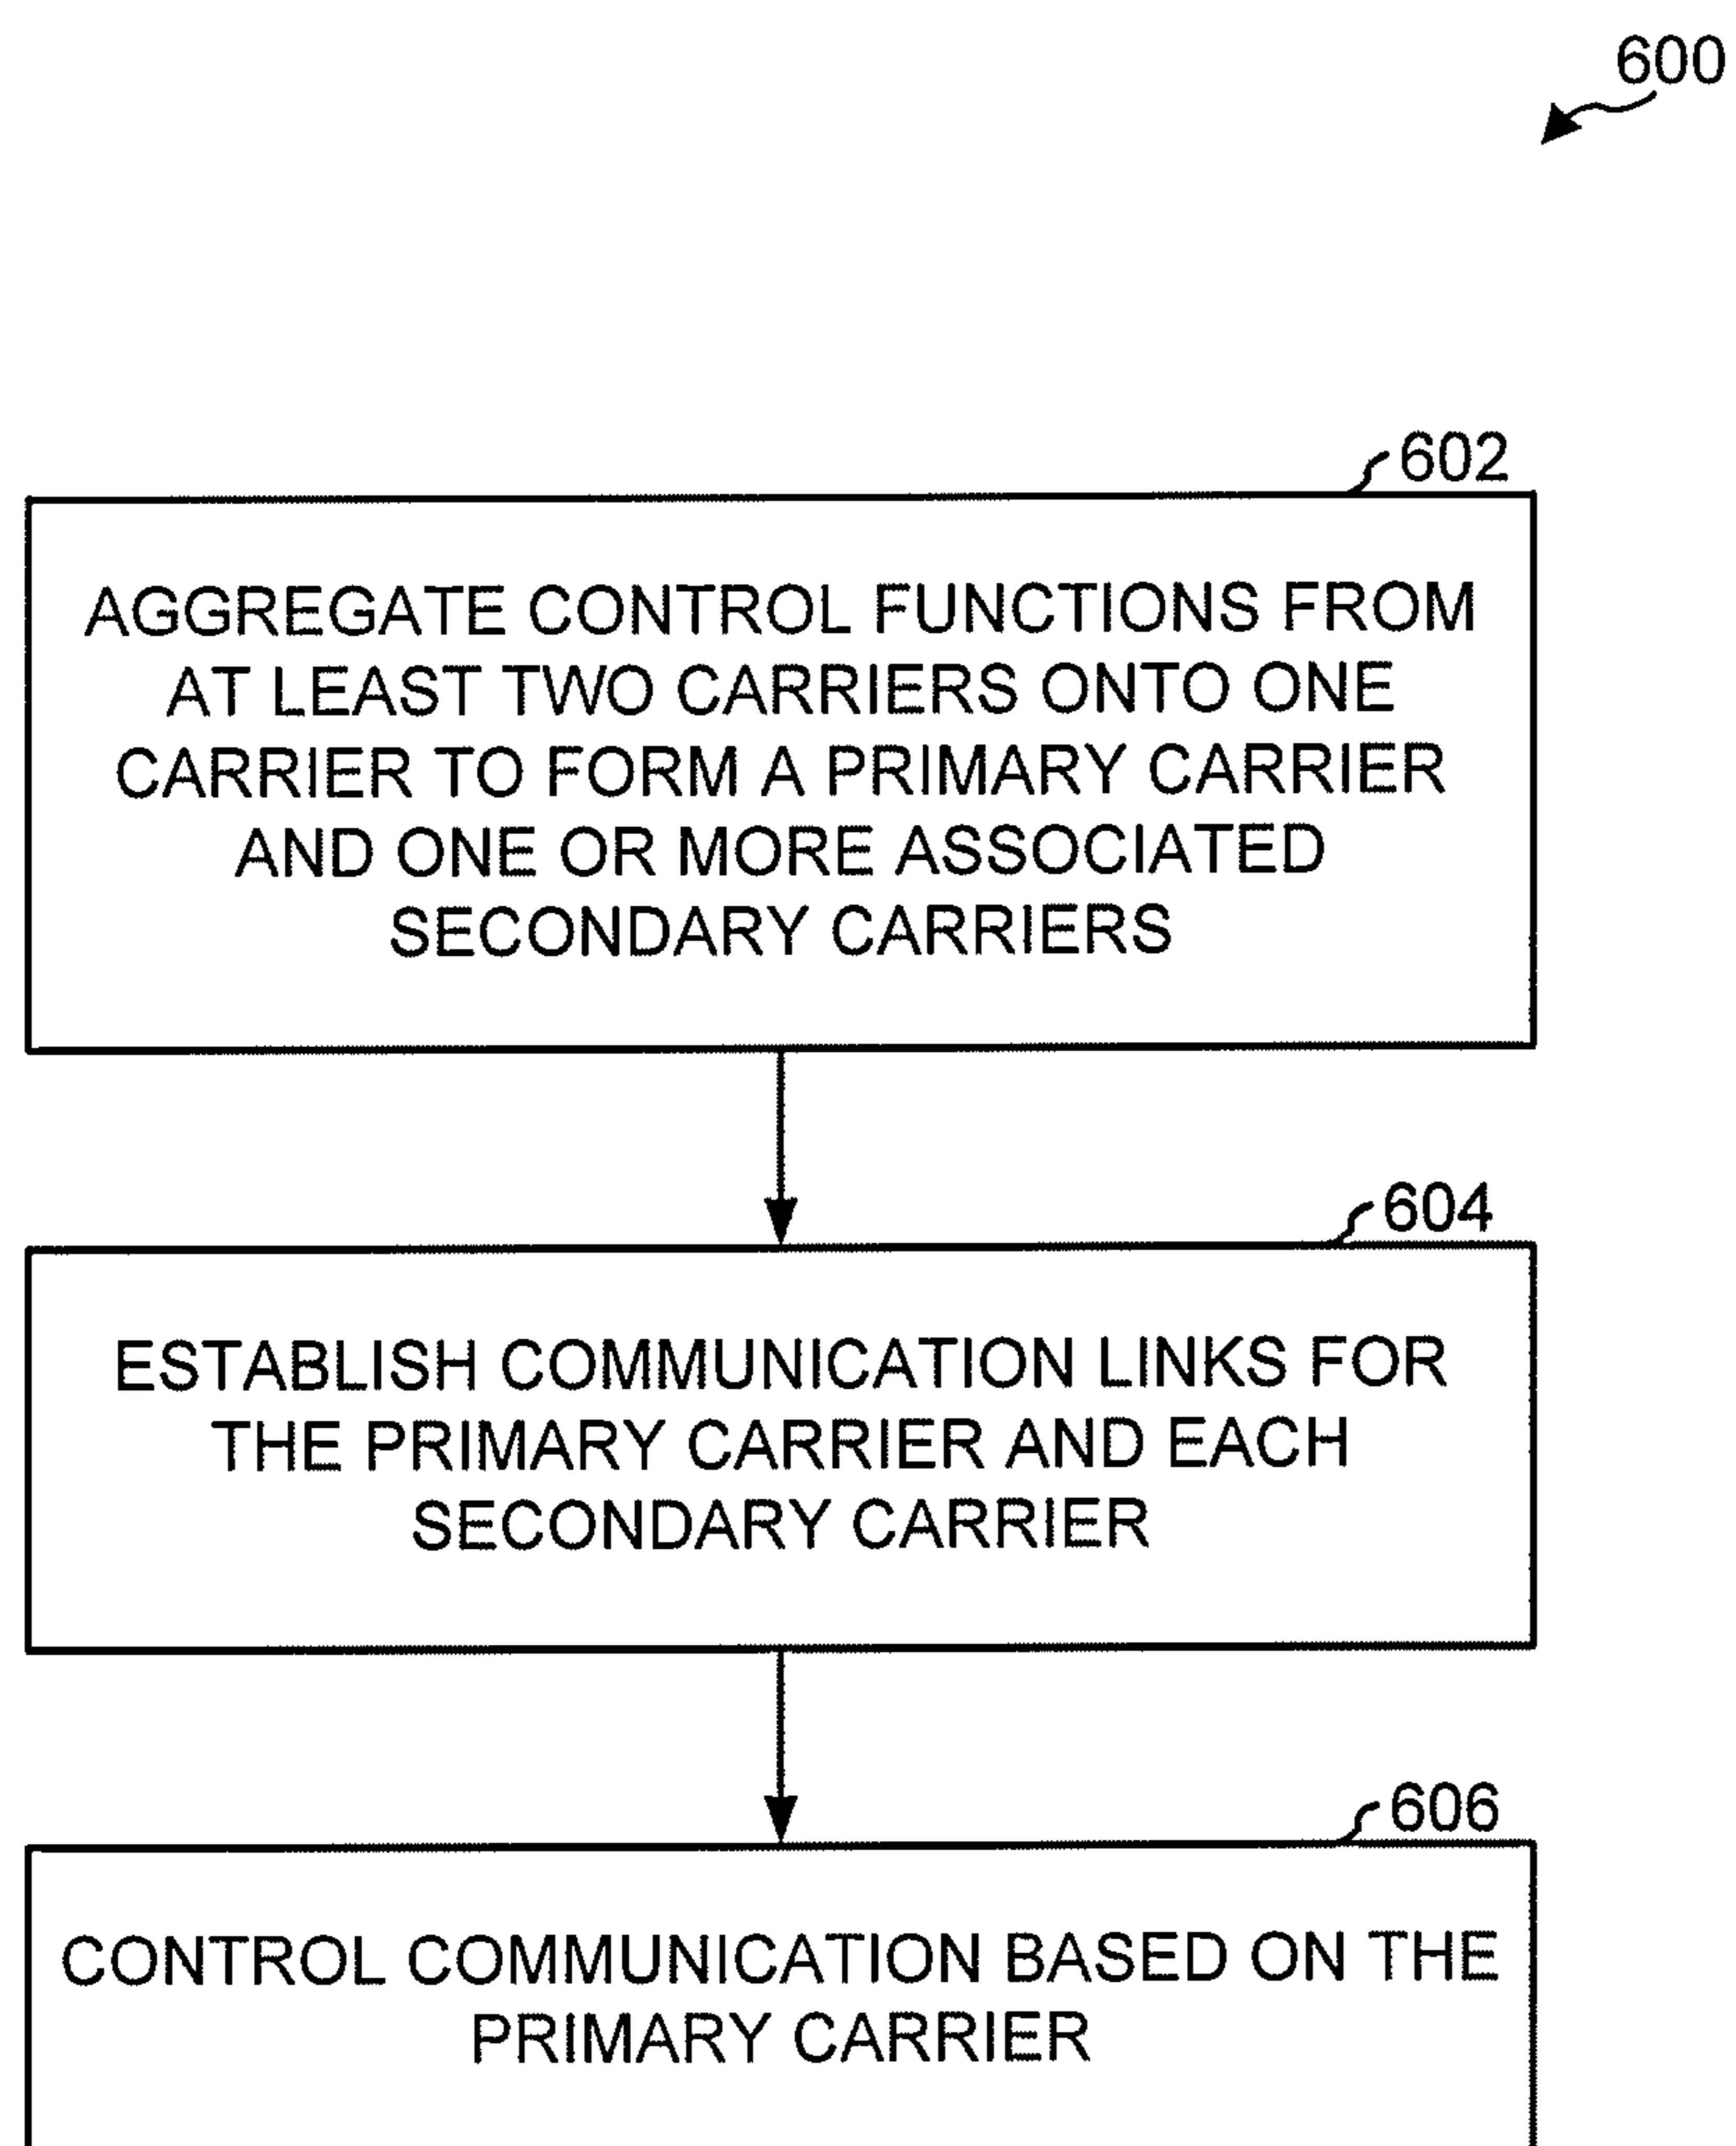 600
602
AGGREGATE CONTROL FUNCTIONS FROM
AT LEAST TWO CARRIERS ONTO ONE
CARRIER TO FORM A PRIMARY CARRIER
AND ONE OR MORE ASSOCIATED
SECONDARY CARRIERS
604
ESTABLISH COMMUNICATION LINKS FOR
THE PRIMARY CARRIER AND EACH
SECONDARY CARRIER
606
CONTROL COMMUNICATION BASED ON THE
PRIMARY CARRIER